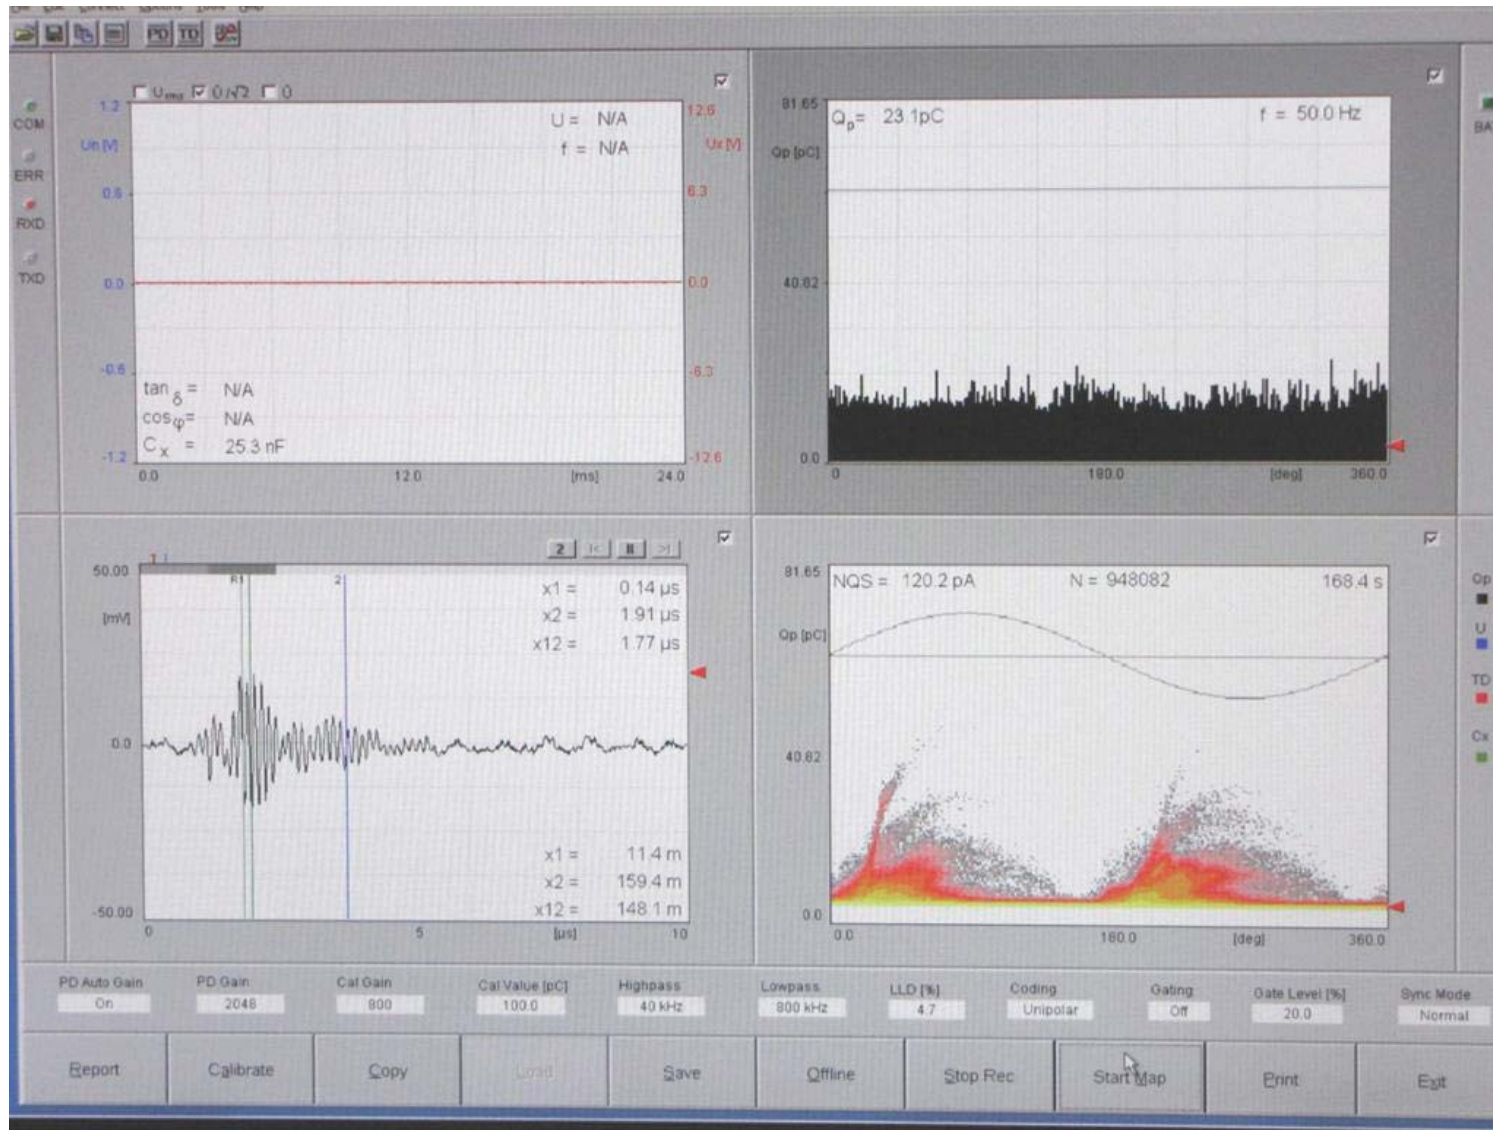 PD TD
COM
ERR
RXD
TXD
Û/√2 Û
1.2
Un [V]
0.6
0.0
-0.6
-1.2
U = N/A
f = N/A
12.6
Ux [V]
6.3
0.0
-6.3
-12.6
tan δ = N/A
cosφ= N/A
Cx = 25.3 nF
0.0 12.0 [ms] 24.0
81.65
Qp= 23.1pC f = 50.0 Hz
Qp [pC]
40.82
0.0
0 180.0 [deg] 360.0
BA
2 |< II >|
50.00
[mV]
0.0
-50.00
R1 2
x1 = 0.14 µs
x2 = 1.91 µs
x12 = 1.77 µs
x1 = 11.4 m
x2 = 159.4 m
x12 = 148.1 m
0 5 [µs] 10
81.65
NQS = 120.2 pA N = 948082 168.4 s
Qp [pC]
40.82
0.0
0.0 180.0 [deg] 360.0
Qp
U
TD
Cx
PD Auto Gain PD Gain Cal Gain Cal Value [pC] Highpass Lowpass LLD [%] Coding Gating Gate Level [%] Sync Mode
On 2048 800 100.0 40 kHz 800 kHz 4.7 Unipolar Off 20.0 Normal
Report Calibrate Copy Load Save Offline Stop Rec Start Map Print Exit